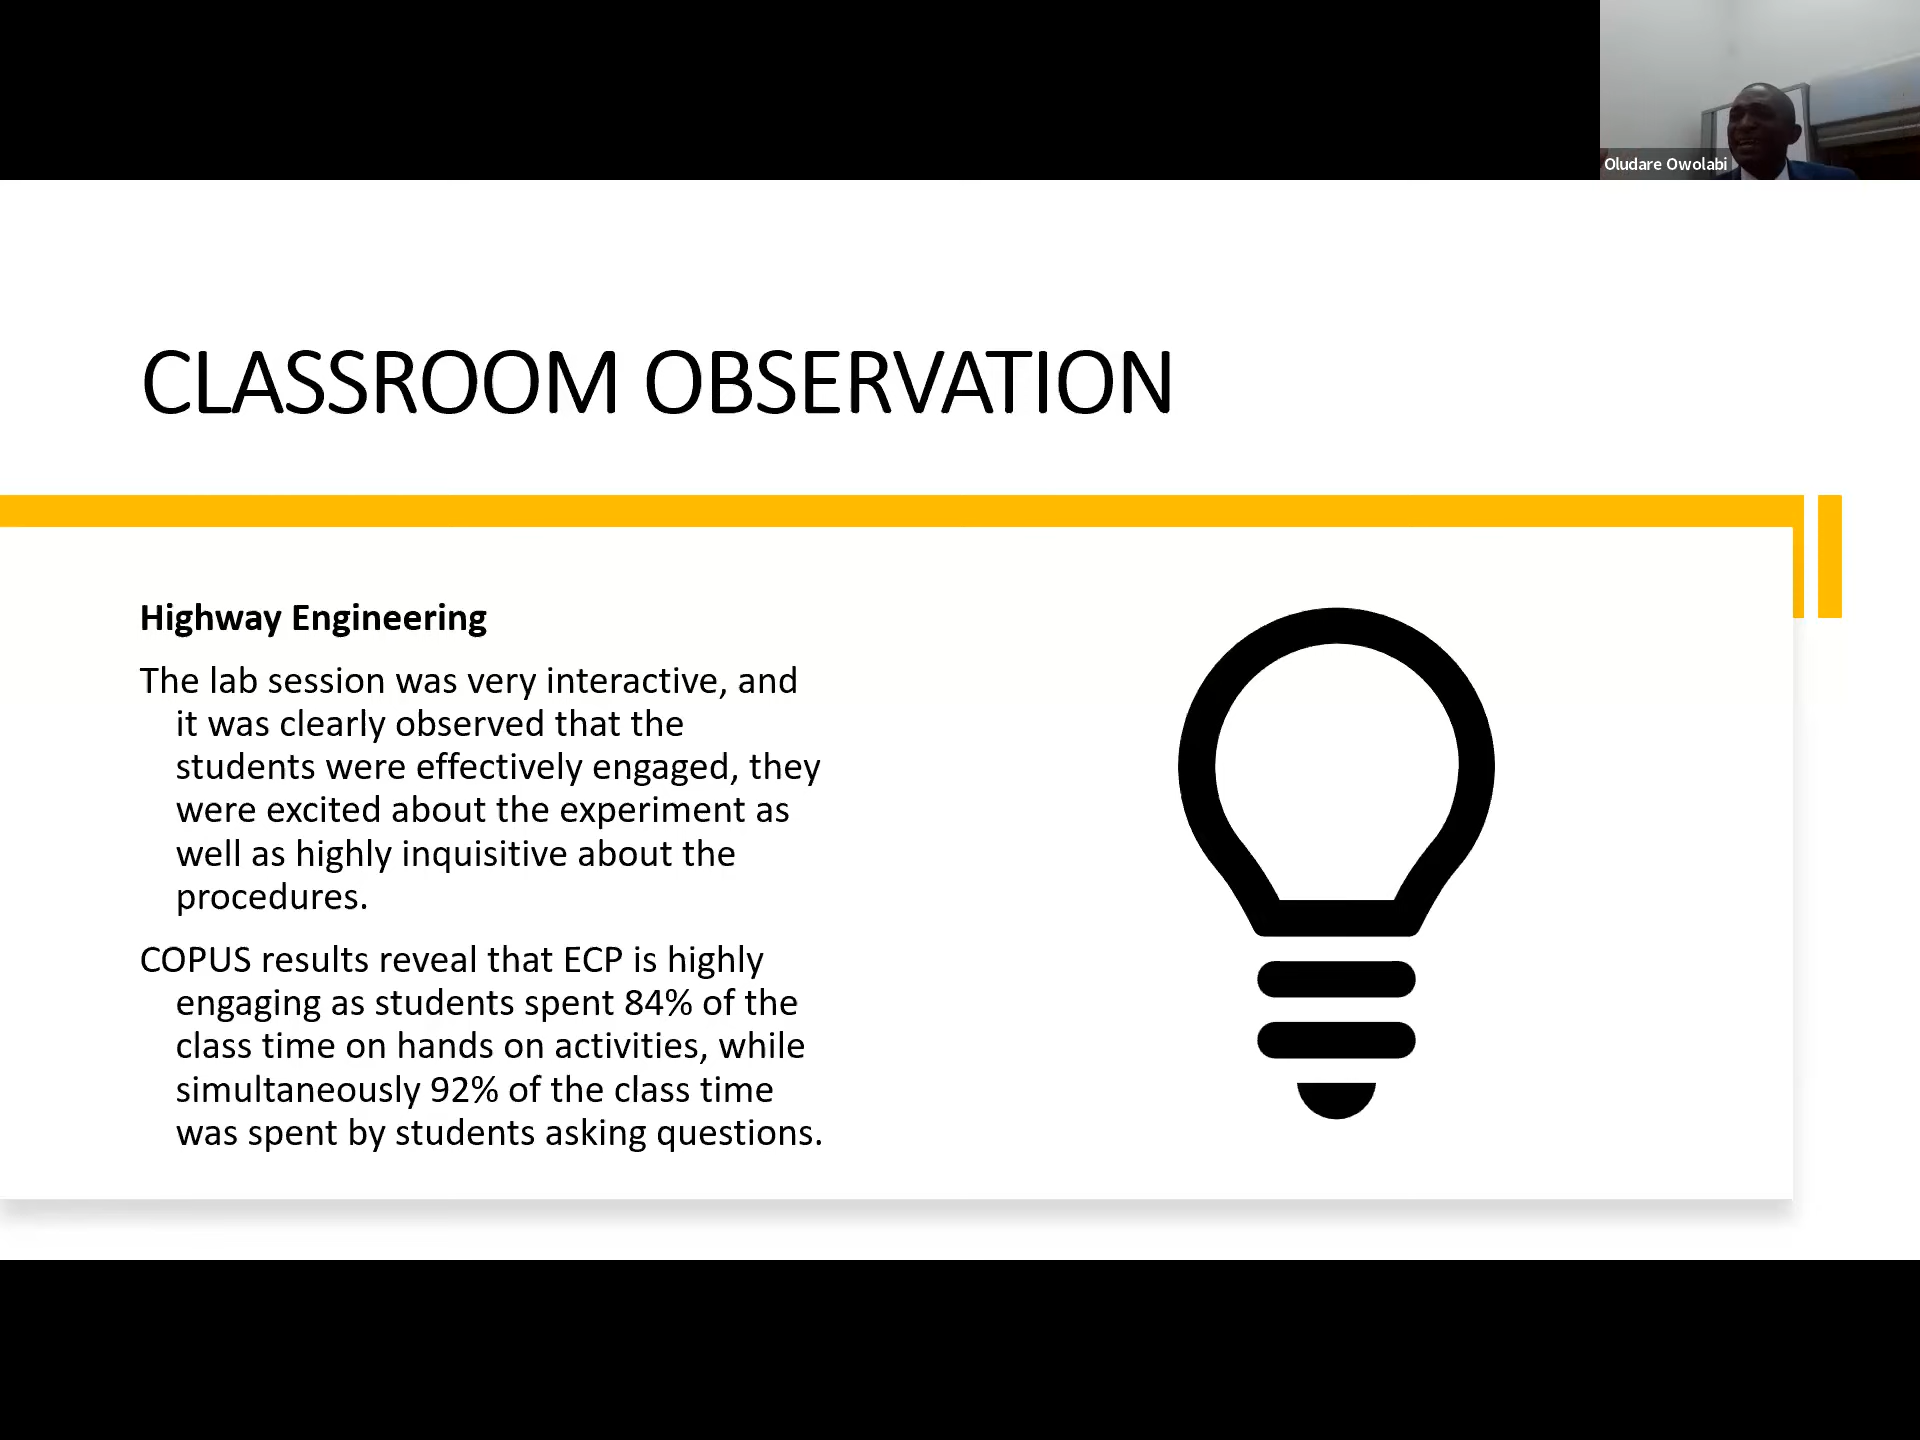 Oludare Owolabi
CLASSROOM OBSERVATION
Highway Engineering
The lab session was very interactive, and
it was clearly observed that the
students were effectively engaged, they
were excited about the experiment as
well as highly inquisitive about the
procedures.
COPUS results reveal that ECP is highly
engaging as students spent 84% of the
class time on hands on activities, while
simultaneously 92% of the class time
was spent by students asking questions.